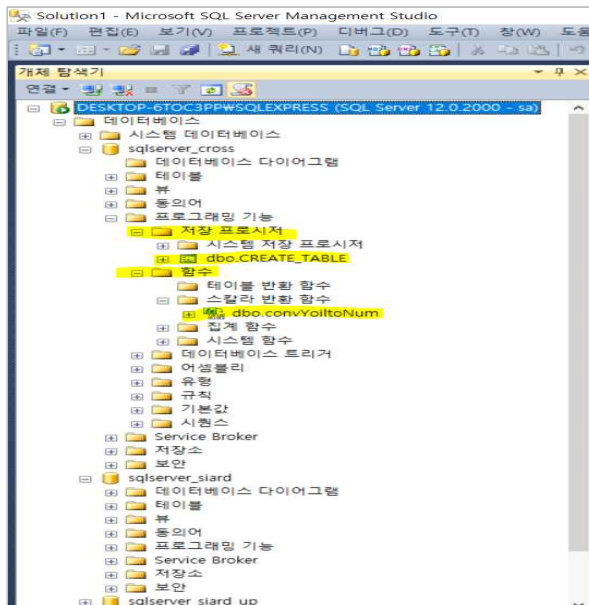 Solution1 - Microsoft SQL Server Management Studio
파일(F) 편집(E) 보기(V) 프로젝트(P) 디버그(D) 도구(T) 창(W) 도움
새 쿼리(N)
개체 탐색기
연결
DESKTOP-6TOC3PP₩SQLEXPRESS (SQL Server 12.0.2000 - sa)
데이터베이스
시스템 데이터베이스
sqlserver_cross
데이터베이스 다이어그램
테이블
뷰
동의어
프로그래밍 기능
저장 프로시저
시스템 저장 프로시저
dbo.CREATE_TABLE
함수
테이블 반환 함수
스칼라 반환 함수
dbo.convYoiltoNum
집계 함수
시스템 함수
데이터베이스 트리거
어셈블리
유형
규칙
기본값
시퀀스
Service Broker
저장소
보안
sqlserver_siard
데이터베이스 다이어그램
테이블
뷰
동의어
프로그래밍 기능
Service Broker
저장소
보안
sqlserver_siard_up